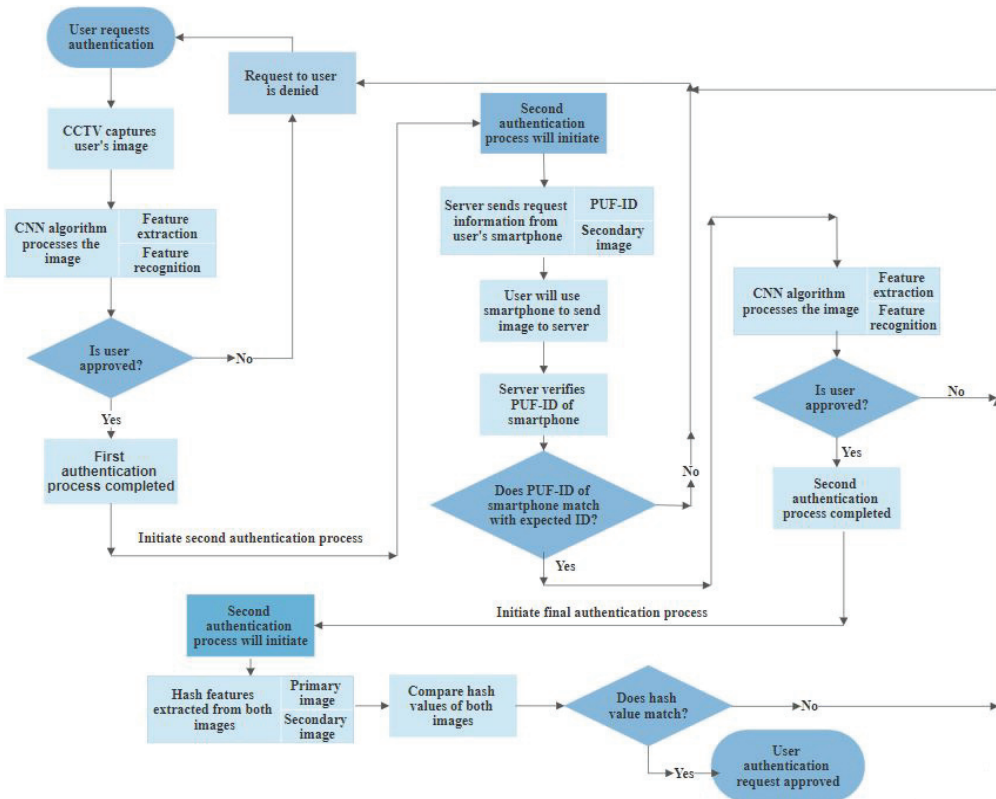 User requests
authentication
Request to user
is denied
CCTV captures
user's image
CNN algorithm
processes the
image
Feature
extraction
Feature
recognition
Is user
approved?
No
Yes
First
authentication
process completed
Initiate second authentication process
Second
authentication
process will initiate
Server sends request
information from
user's smartphone
PUF-ID
Secondary
image
User will use
smartphone to send
image to server
Server verifies
PUF-ID of
smartphone
Does PUF-ID of
smartphone match
with expected ID?
No
Yes
CNN algorithm
processes the image
Feature
extraction
Feature
recognition
Is user
approved?
No
Yes
Second
authentication
process completed
Initiate final authentication process
Second
authentication
process will initiate
Hash features
extracted from both
images
Primary
image
Secondary
image
Compare hash
values of both
images
Does hash
value match?
No
Yes
User
authentication
request approved